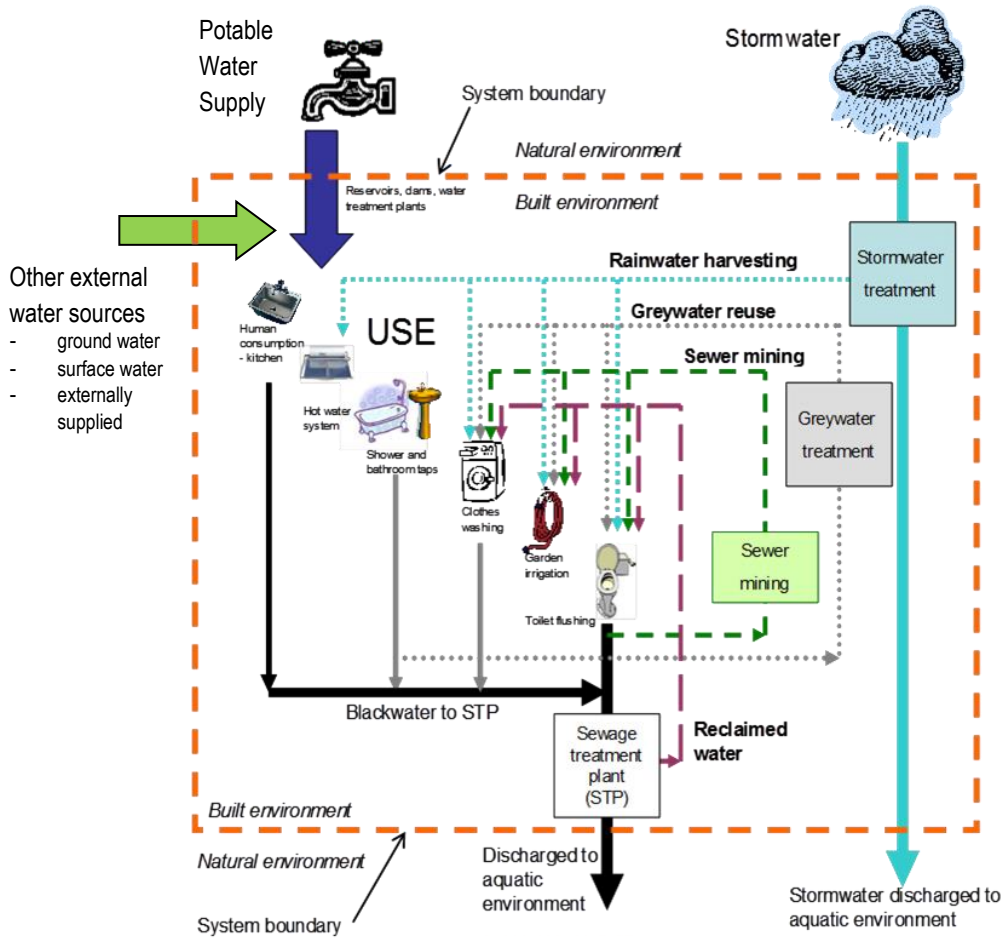 Potable
Water
Supply
Stormwater
System boundary
Natural environment
Reservoirs, dams, water
treatment plants
Built environment
Other external
water sources
- ground water
- surface water
- externally
supplied
Rainwater harvesting
Stormwater
treatment
Greywater reuse
USE
Human
consumption
- kitchen
Sewer mining
Hot water
system
Shower and
bathroom taps
Greywater
treatment
Clothes
washing
Garden
irrigation
Sewer
mining
Toilet flushing
Blackwater to STP
Sewage
treatment
plant
(STP)
Reclaimed
water
Built environment
Natural environment
Discharged to
aquatic
environment
Stormwater discharged to
aquatic environment
System boundary